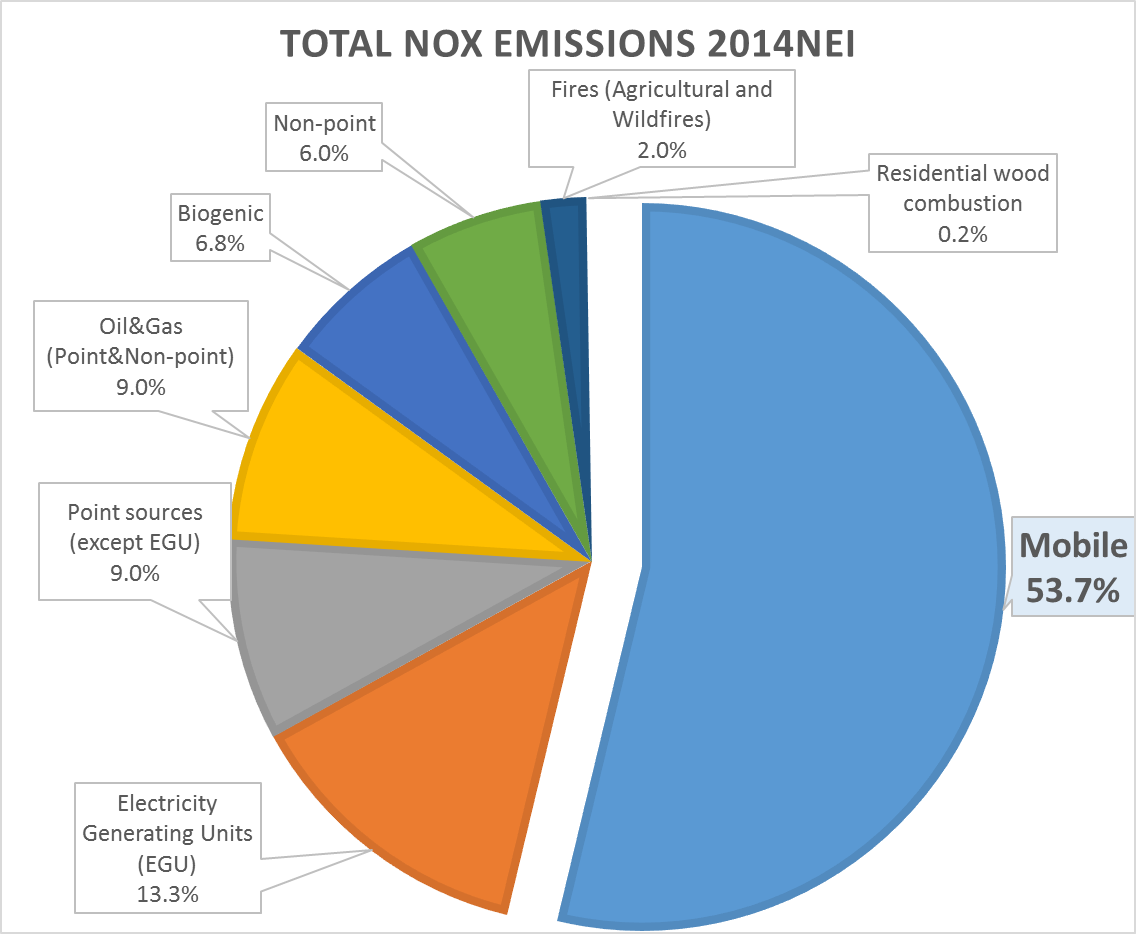 TOTAL NOX EMISSIONS 2014NEI
Fires (Agricultural and
Wildfires)
2.0%
Non-point
6.0%
Residential wood
combustion
0.2%
Biogenic
6.8%
Oil&Gas
(Point&Non-point)
9.0%
Point sources
(except EGU)
9.0%
Mobile
53.7%
Electricity
Generating Units
(EGU)
13.3%